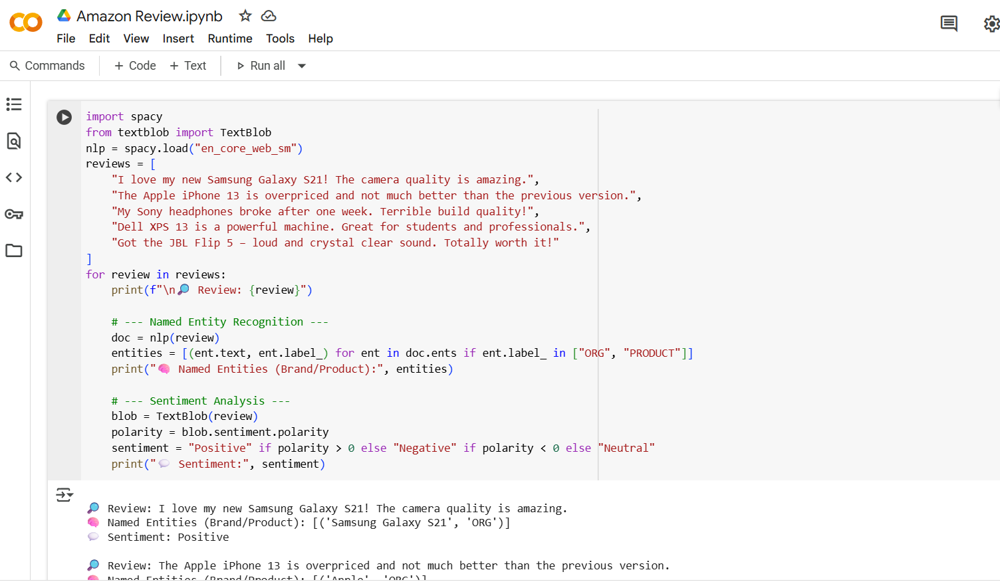 Amazon Review.ipynb
File Edit View Insert Runtime Tools Help
Commands + Code + Text Run all
import spacy
from textblob import TextBlob
nlp = spacy.load("en_core_web_sm")
reviews = [
    "I love my new Samsung Galaxy S21! The camera quality is amazing.",
    "The Apple iPhone 13 is overpriced and not much better than the previous version.",
    "My Sony headphones broke after one week. Terrible build quality!",
    "Dell XPS 13 is a powerful machine. Great for students and professionals.",
    "Got the JBL Flip 5 – loud and crystal clear sound. Totally worth it!"
]
for review in reviews:
    print(f"\n🔎 Review: {review}")
    # --- Named Entity Recognition ---
    doc = nlp(review)
    entities = [(ent.text, ent.label_) for ent in doc.ents if ent.label_ in ["ORG", "PRODUCT"]]
    print("🧠 Named Entities (Brand/Product):", entities)
    # --- Sentiment Analysis ---
    blob = TextBlob(review)
    polarity = blob.sentiment.polarity
    sentiment = "Positive" if polarity > 0 else "Negative" if polarity < 0 else "Neutral"
    print("💬 Sentiment:", sentiment)
🔎 Review: I love my new Samsung Galaxy S21! The camera quality is amazing.
🧠 Named Entities (Brand/Product): [('Samsung Galaxy S21', 'ORG')]
💬 Sentiment: Positive
🔎 Review: The Apple iPhone 13 is overpriced and not much better than the previous version.
🧠 Named Entities (Brand/Product): [('Apple', 'ORG')]